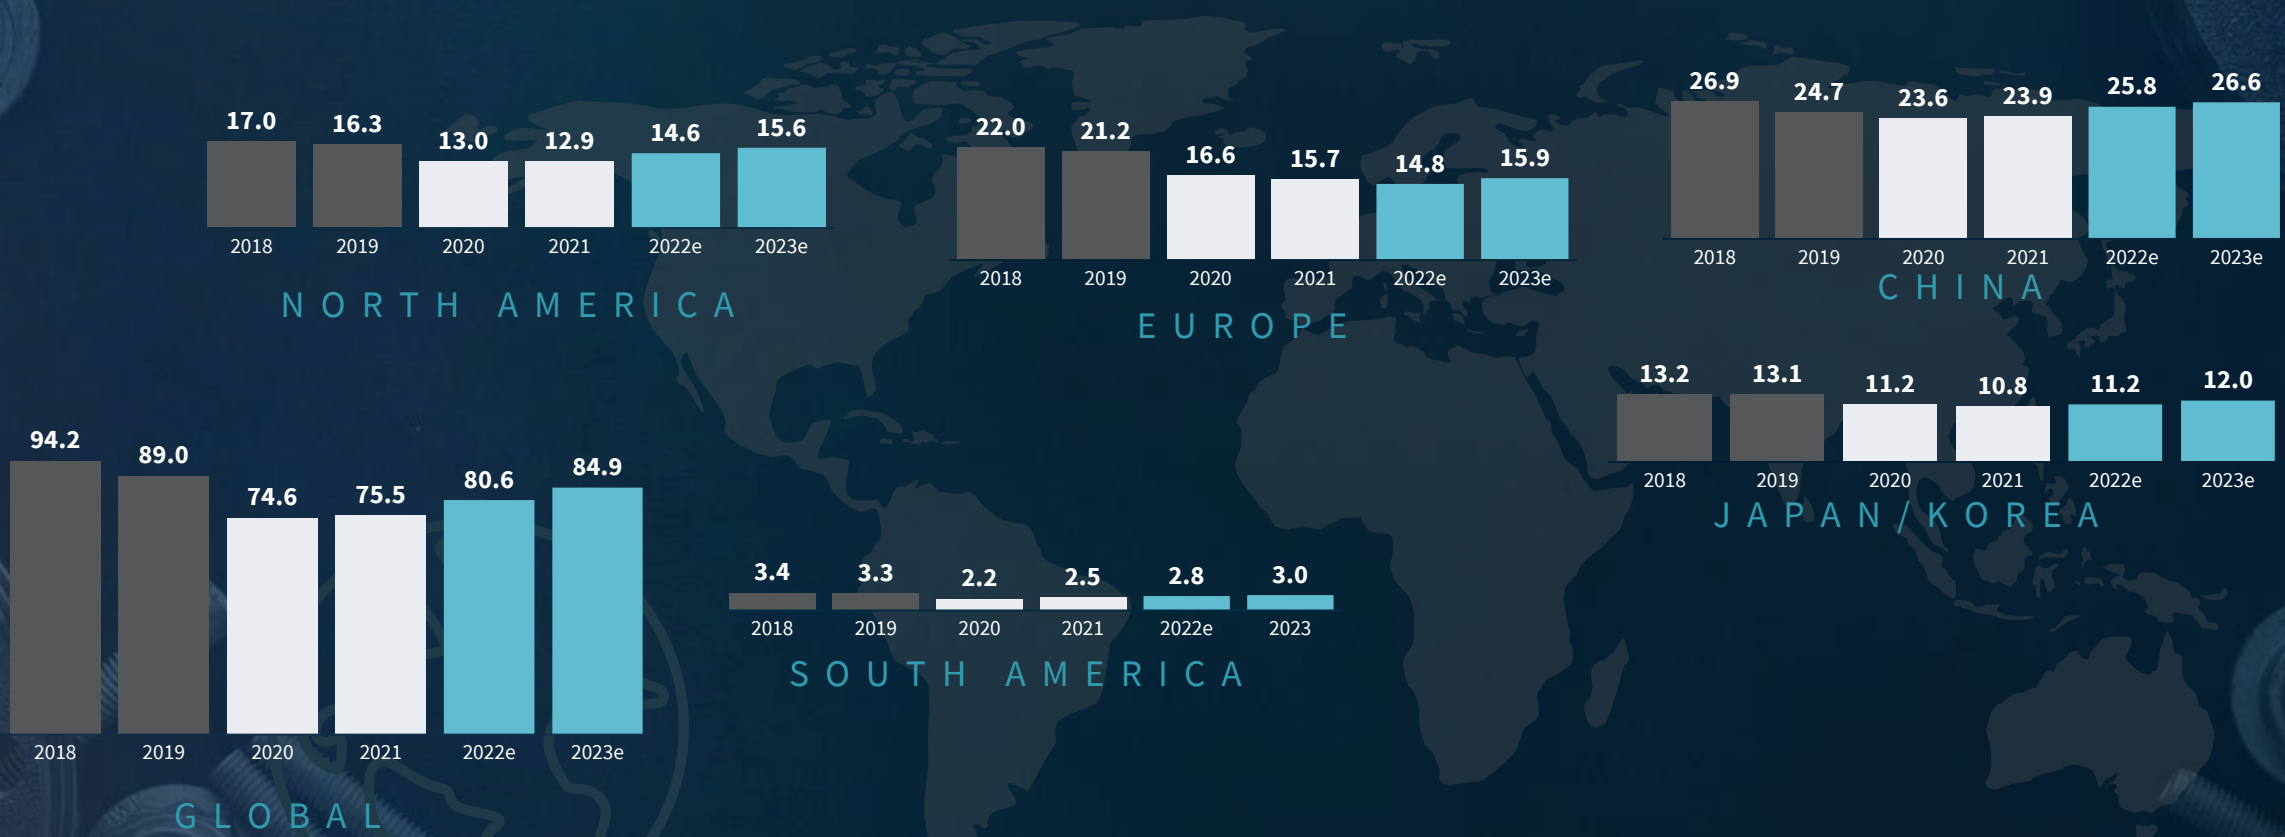 17.0 16.3 13.0 12.9 14.6 15.6
2018 2019 2020 2021 2022e 2023e
NORTH AMERICA
22.0 21.2 16.6 15.7 14.8 15.9
2018 2019 2020 2021 2022e 2023e
EUROPE
26.9 24.7 23.6 23.9 25.8 26.6
2018 2019 2020 2021 2022e 2023e
CHINA
13.2 13.1 11.2 10.8 11.2 12.0
2018 2019 2020 2021 2022e 2023e
JAPAN/KOREA
94.2 89.0 74.6 75.5 80.6 84.9
2018 2019 2020 2021 2022e 2023e
GLOBAL
3.4 3.3 2.2 2.5 2.8 3.0
2018 2019 2020 2021 2022e 2023
SOUTH AMERICA